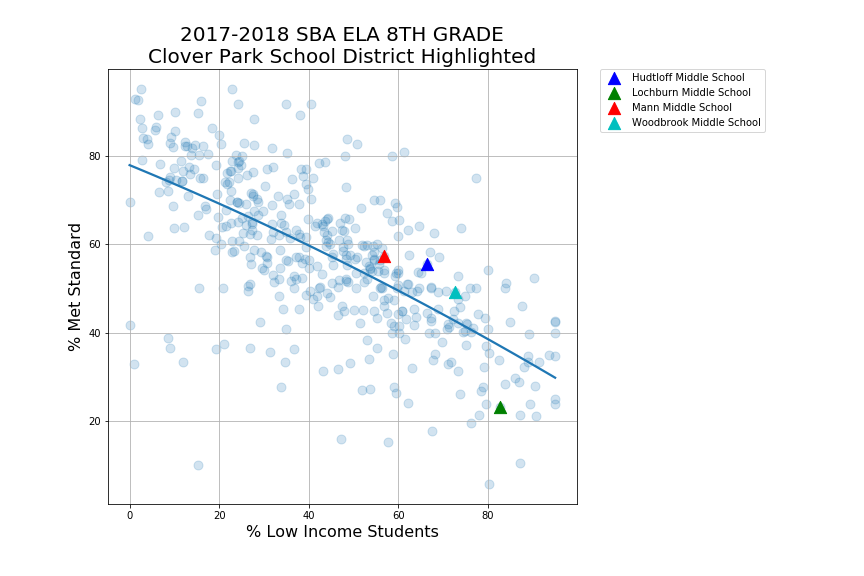 2017-2018 SBA ELA 8TH GRADE
Clover Park School District Highlighted
Hudtloff Middle School
Lochburn Middle School
Mann Middle School
Woodbrook Middle School
% Met Standard
80
60
40
20
0 20 40 60 80
% Low Income Students